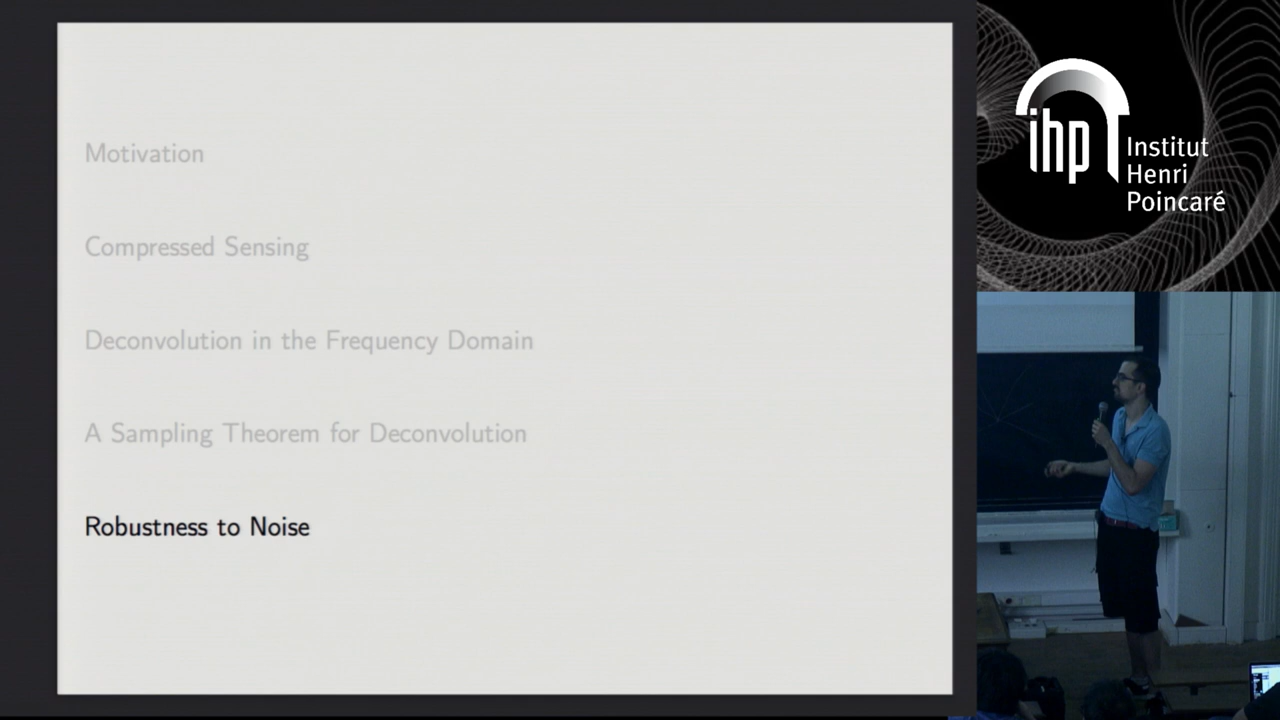 Motivation
Compressed Sensing
Deconvolution in the Frequency Domain
A Sampling Theorem for Deconvolution
Robustness to Noise
ihp
Institut
Henri
Poincaré